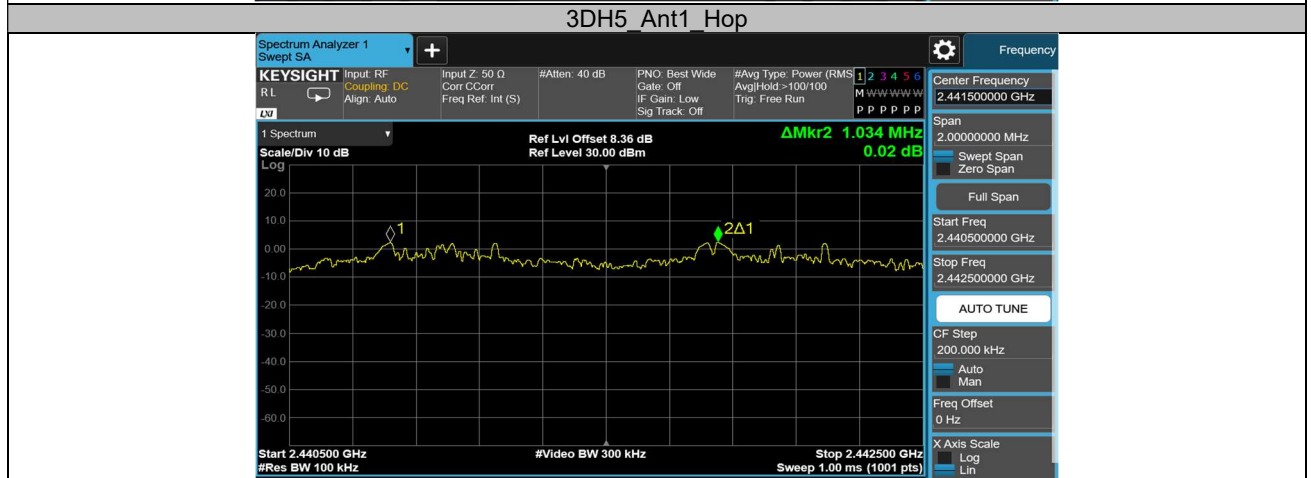 3DH5_Ant1_Hop
Spectrum Analyzer 1
Swept SA
+
Frequency
KEYSIGHT
R L
LXI
Input: RF
Coupling: DC
Align: Auto
Input Z: 50 Ω
Corr CCorr
Freq Ref: Int (S)
#Atten: 40 dB
PNO: Best Wide
Gate: Off
IF Gain: Low
Sig Track: Off
#Avg Type: Power (RMS
Avg|Hold:>100/100
Trig: Free Run
1 2 3 4 5 6
M W W W W W
P P P P P P
1 Spectrum
Scale/Div 10 dB
Log
Ref Lvl Offset 8.36 dB
Ref Level 30.00 dBm
ΔMkr2 1.034 MHz
0.02 dB
20.0
10.0
0.00
-10.0
-20.0
-30.0
-40.0
-50.0
-60.0
1
2Δ1
Start 2.440500 GHz
#Res BW 100 kHz
#Video BW 300 kHz
Stop 2.442500 GHz
Sweep 1.00 ms (1001 pts)
Center Frequency
2.441500000 GHz
Span
2.00000000 MHz
Swept Span
Zero Span
Full Span
Start Freq
2.440500000 GHz
Stop Freq
2.442500000 GHz
AUTO TUNE
CF Step
200.000 kHz
Auto
Man
Freq Offset
0 Hz
X Axis Scale
Log
Lin